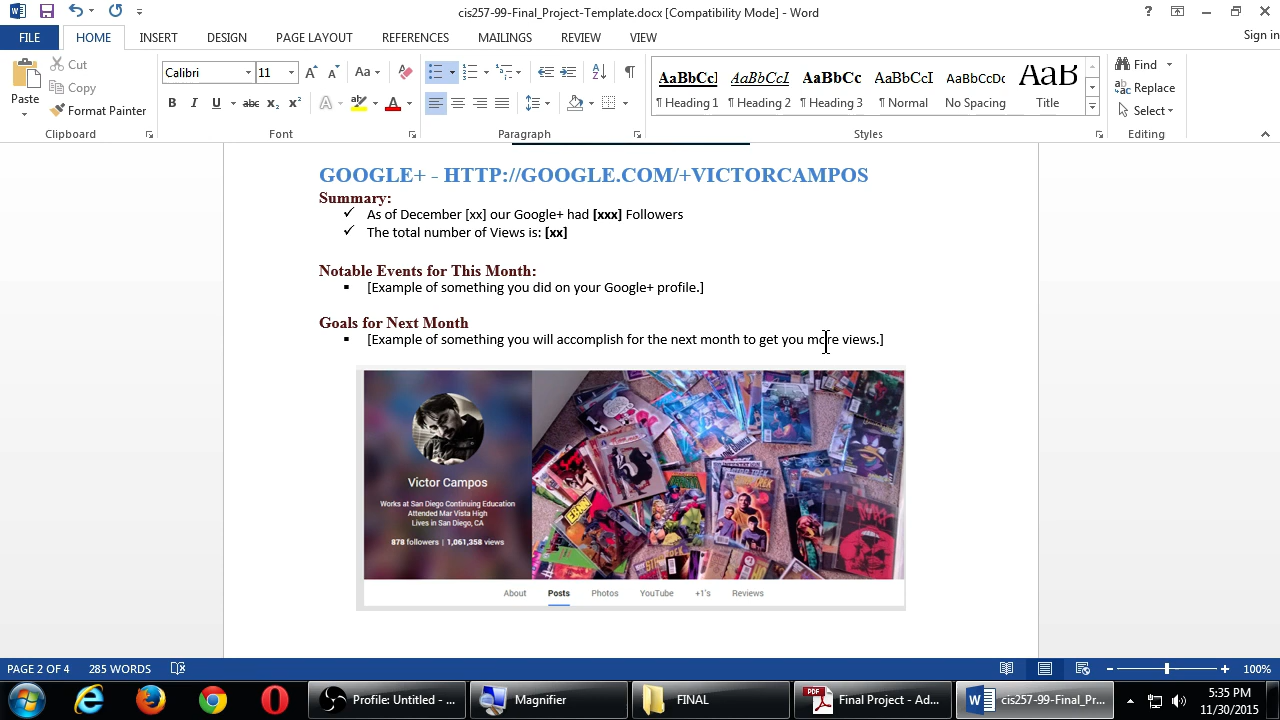 cis257-99-Final_Project-Template.docx [Compatibility Mode] - Word
FILE HOME INSERT DESIGN PAGE LAYOUT REFERENCES MAILINGS REVIEW VIEW Sign in
Paste
Cut
Copy
Format Painter
Clipboard
Calibri 11
Font
Paragraph
AaBbCcI AaBbCcI AaBbCc AaBbCcI AaBbCcDc AaB
¶ Heading 1 ¶ Heading 2 ¶ Heading 3 ¶ Normal No Spacing Title
Styles
Find
Replace
Select
Editing
GOOGLE+ - HTTP://GOOGLE.COM/+VICTORCAMPOS
Summary:
As of December [xx] our Google+ had [xxx] Followers
The total number of Views is: [xx]
Notable Events for This Month:
[Example of something you did on your Google+ profile.]
Goals for Next Month
[Example of something you will accomplish for the next month to get you more views.]
Victor Campos
Works at San Diego Continuing Education
Attended Mar Vista High
Lives in San Diego, CA
878 followers | 1,061,358 views
About Posts Photos YouTube +1's Reviews
PAGE 2 OF 4 285 WORDS 100%
Profile: Untitled - ... Magnifier FINAL Final Project - Ad... cis257-99-Final_Pr... 5:35 PM
11/30/2015